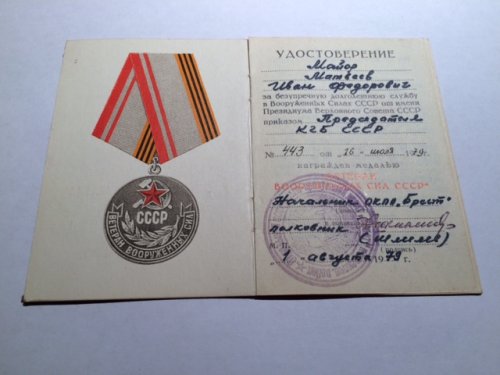 СССР
ВЕТЕРАН ВООРУЖЕННЫХ СИЛ
УДОСТОВЕРЕНИЕ
Майор
Матвеев
Иван Федорович
за безупречную долголетнюю службу
в Вооруженных Силах СССР от имени
Президиума Верховного Совета СССР
приказом Председателя
КГБ СССР
№ 443 от 16 - июля 1979 г.
награжден медалью
ВООРУЖЕННЫХ СИЛ СССР"
Начальник
полковник
М. П. (подпись)
1 - августа 1979 г.